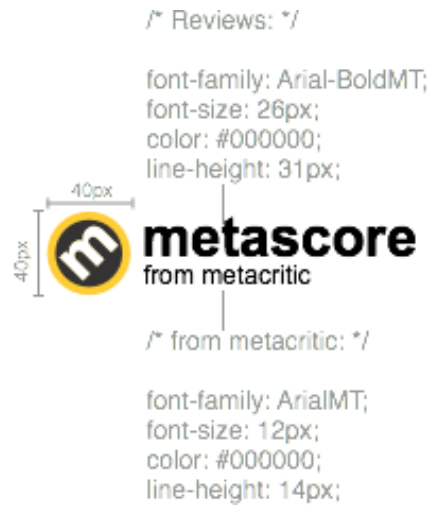 /* Reviews: */
font-family: Arial-BoldMT;
font-size: 26px;
color: #000000;
line-height: 31px;
40px
40px
m
metascore
from metacritic
/* from metacritic: */
font-family: ArialMT;
font-size: 12px;
color: #000000;
line-height: 14px;